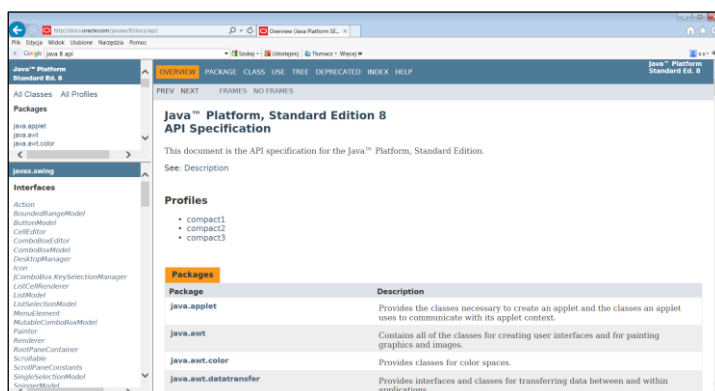 http://docs.oracle.com/javase/8/docs/api/
Overview (Java Platform SE...
Plik Edycja Widok Ulubione Narzędzia Pomoc
Google java 8 api
Szukaj
Udostępnij
Tłumacz
Więcej »
Java™ Platform
Standard Ed. 8
All Classes All Profiles
Packages
java.applet
java.awt
java.awt.color
javax.swing
Interfaces
Action
BoundedRangeModel
ButtonModel
CellEditor
ComboBoxEditor
ComboBoxModel
DesktopManager
Icon
JComboBox.KeySelectionManager
ListCellRenderer
ListModel
ListSelectionModel
MenuElement
MutableComboBoxModel
Painter
Renderer
RootPaneContainer
Scrollable
ScrollPaneConstants
SingleSelectionModel
SpinnerModel
OVERVIEW PACKAGE CLASS USE TREE DEPRECATED INDEX HELP
Java™ Platform
Standard Ed. 8
PREV NEXT FRAMES NO FRAMES
Java™ Platform, Standard Edition 8
API Specification
This document is the API specification for the Java™ Platform, Standard Edition.
See: Description
Profiles
• compact1
• compact2
• compact3
Packages
Package Description
java.applet Provides the classes necessary to create an applet and the classes an applet
uses to communicate with its applet context.
java.awt Contains all of the classes for creating user interfaces and for painting
graphics and images.
java.awt.color Provides classes for color spaces.
java.awt.datatransfer Provides interfaces and classes for transferring data between and within
applications.